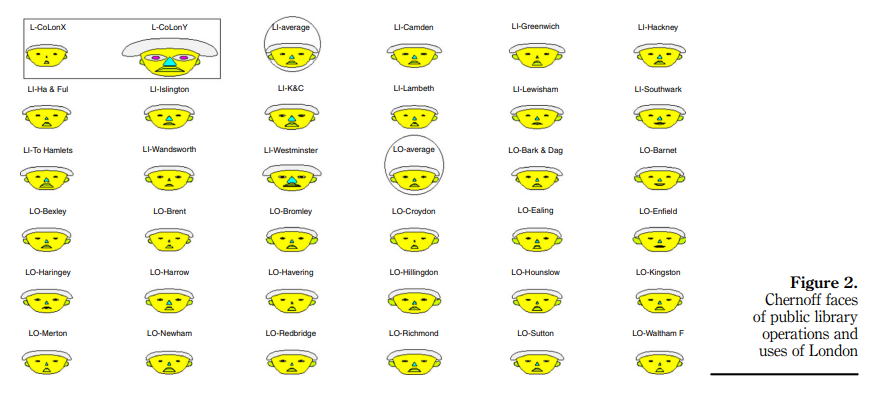 L-CoLonX L-CoLonY LI-average LI-Camden LI-Greenwich LI-Hackney
LI-Ha & Ful LI-Islington LI-K&C LI-Lambeth LI-Lewisham LI-Southwark
LI-To Hamlets LI-Wandsworth LI-Westminster LO-average LO-Bark & Dag LO-Barnet
LO-Bexley LO-Brent LO-Bromley LO-Croydon LO-Ealing LO-Enfield
LO-Haringey LO-Harrow LO-Havering LO-Hillingdon LO-Hounslow LO-Kingston
LO-Merton LO-Newham LO-Redbridge LO-Richmond LO-Sutton LO-Waltham F
Figure 2.
Chernoff faces
of public library
operations and
uses of London